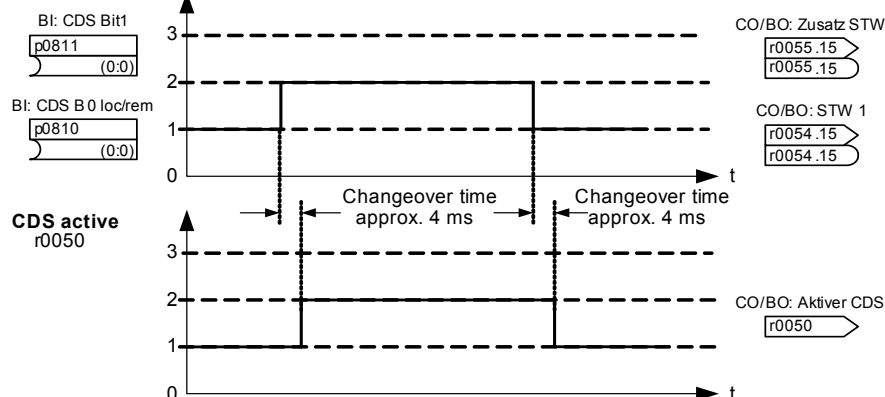 BI: CDS Bit1
p0811
(0:0)
BI: CDS B 0 loc/rem
p0810
(0:0)
3
2
1
0
t
CO/BO: Zusatz STW
r0055.15
r0055 .15
CO/BO: STW 1
r0054.15
r0054 .15
Changeover time
approx. 4 ms
Changeover time
approx. 4 ms
CDS active
r0050
3
2
1
0
t
CO/BO: Aktiver CDS
r0050